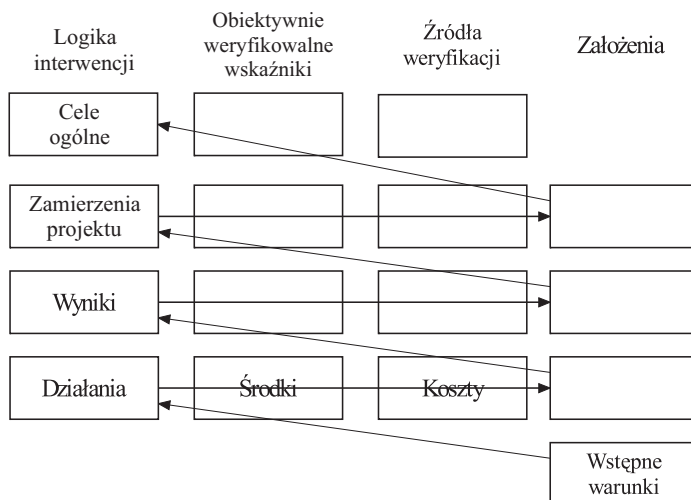 Logika
interwencji
Obiektywnie
weryfikowalne
wskaźniki
Źródła
weryfikacji
Założenia
Cele
ogólne
Zamierzenia
projektu
Wyniki
Działania
Środki
Koszty
Wstępne
warunki